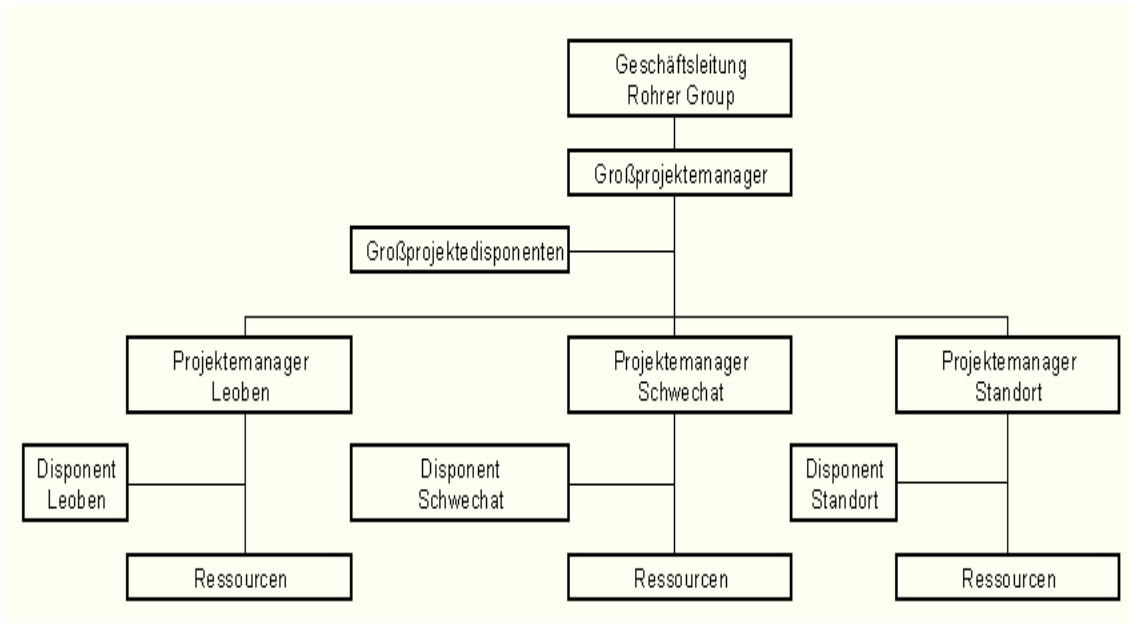 Geschäftsleitung
Rohrer Group
Großprojektemanager
Großprojektedisponenten
Projektemanager
Leoben
Projektemanager
Schwechat
Projektemanager
Standort
Disponent
Leoben
Disponent
Schwechat
Disponent
Standort
Ressourcen
Ressourcen
Ressourcen